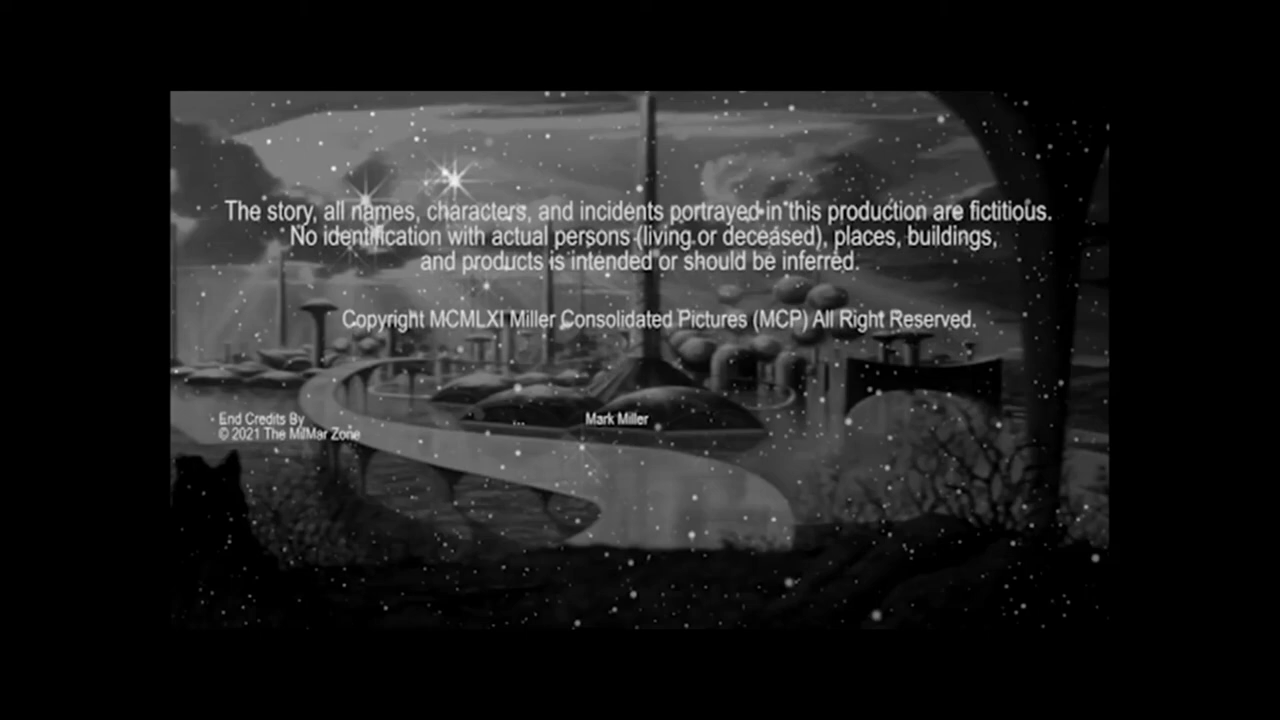 The story, all names, characters, and incidents portrayed in this production are fictitious.
No identification with actual persons (living or deceased), places, buildings,
and products is intended or should be inferred.
Copyright MCMLXI Miller Consolidated Pictures (MCP) All Right Reserved.
End Credits By ... Mark Miller
© 2021 The MilMar Zone